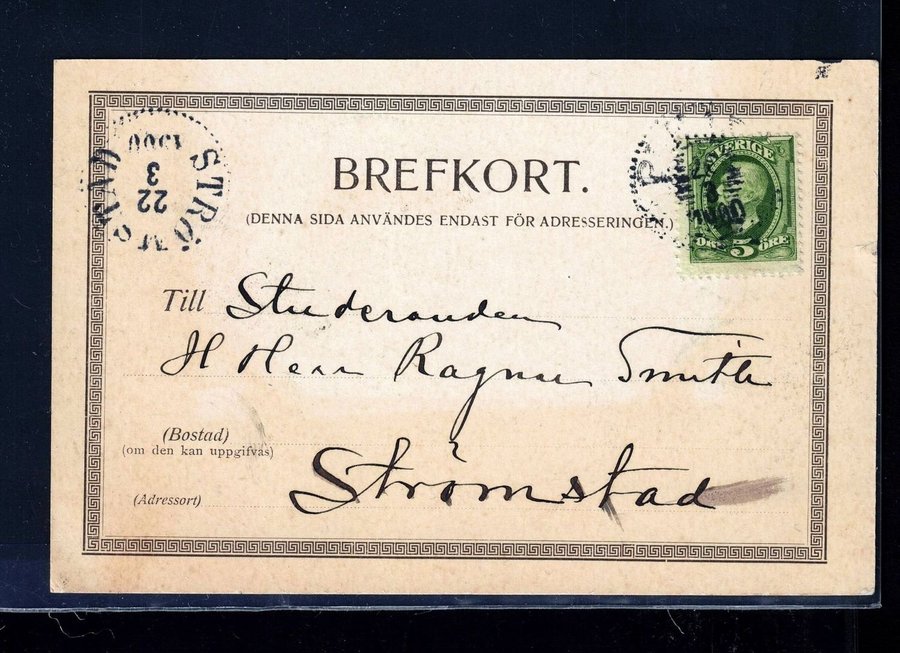 BREFKORT.
(DENNA SIDA ANVÄNDES ENDAST FÖR ADRESSERINGEN.)
STRÖMSTAD
22
3
1900
SVERIGE
ÖRE 5 ÖRE
Till Studeranden
H Herr Ragnar Smith
(Bostad)
(om den kan uppgifvas)
Strömstad
(Adressort)